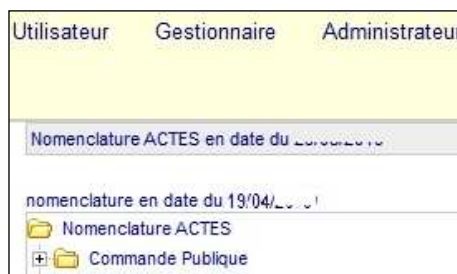 Utilisateur Gestionnaire Administrateur
Nomenclature ACTES en date du
nomenclature en date du 19/04/
Nomenclature ACTES
Commande Publique